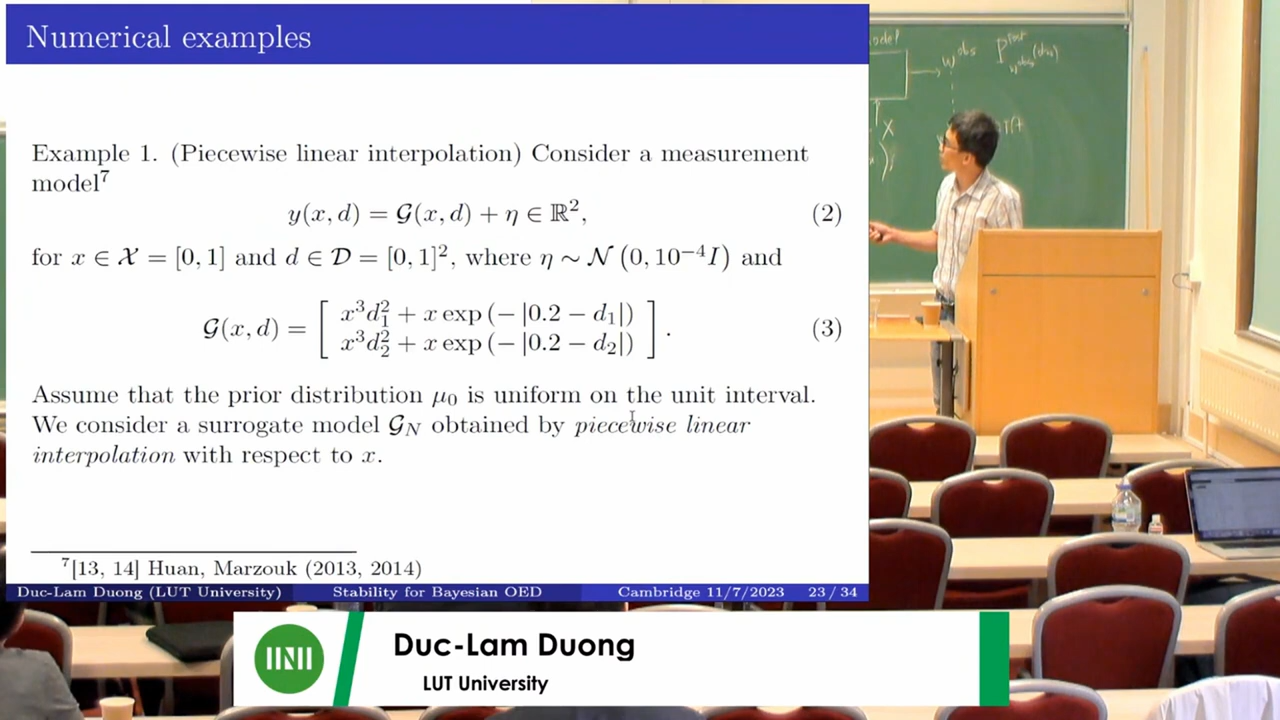 Numerical examples
Example 1. (Piecewise linear interpolation) Consider a measurement
model⁷
y(x, d) = 𝒢(x, d) + η ∈ ℝ², (2)
for x ∈ 𝒳 = [0, 1] and d ∈ 𝒟 = [0, 1]², where η ∼ 𝒩 (0, 10⁻⁴I) and
𝒢(x, d) = [ x³d₁² + x exp (− |0.2 − d₁|)
x³d₂² + x exp (− |0.2 − d₂|) ] . (3)
Assume that the prior distribution μ₀ is uniform on the unit interval.
We consider a surrogate model 𝒢_N obtained by piecewise linear
interpolation with respect to x.
⁷[13, 14] Huan, Marzouk (2013, 2014)
Duc-Lam Duong (LUT University) Stability for Bayesian OED Cambridge 11/7/2023 23 / 34
Duc-Lam Duong
LUT University